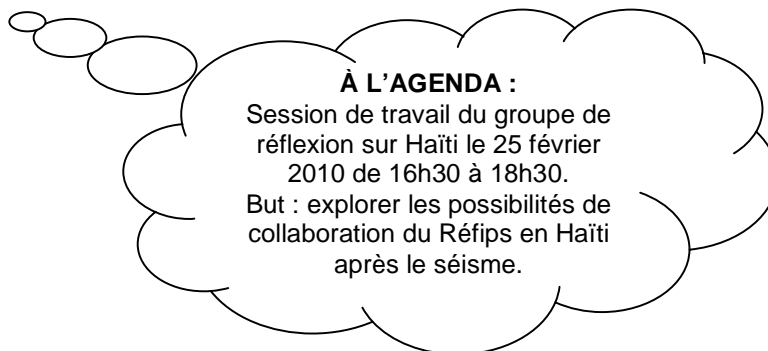 À L’AGENDA :
Session de travail du groupe de
réflexion sur Haïti le 25 février
2010 de 16h30 à 18h30.
But : explorer les possibilités de
collaboration du Réfips en Haïti
après le séisme.